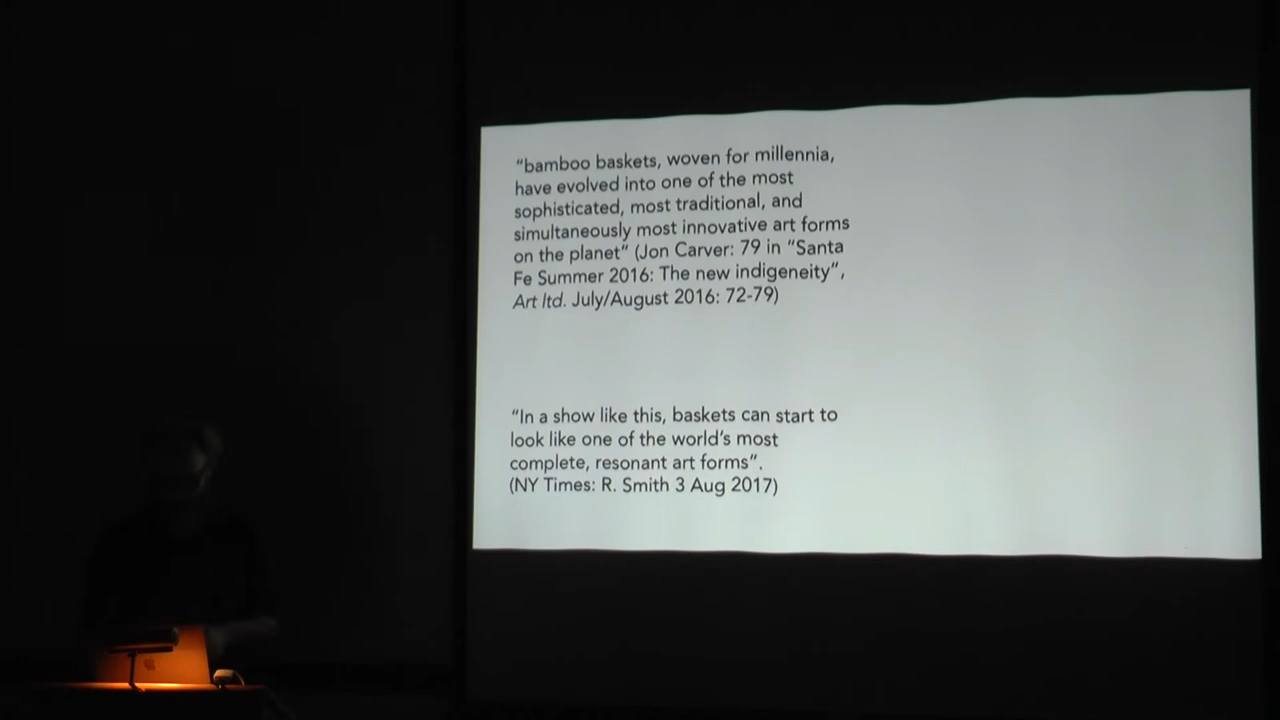 “bamboo baskets, woven for millennia,
have evolved into one of the most
sophisticated, most traditional, and
simultaneously most innovative art forms
on the planet” (Jon Carver: 79 in “Santa
Fe Summer 2016: The new indigeneity”,
Art ltd. July/August 2016: 72-79)
“In a show like this, baskets can start to
look like one of the world’s most
complete, resonant art forms”.
(NY Times: R. Smith 3 Aug 2017)